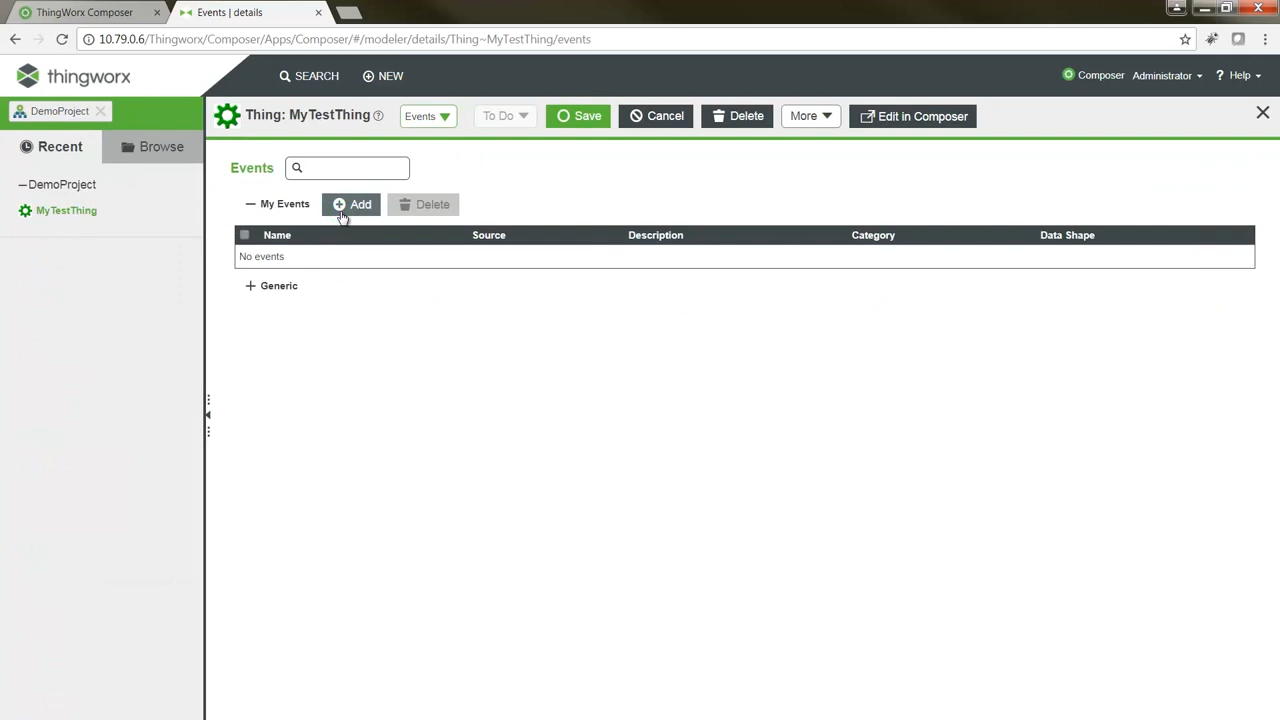 ThingWorx Composer
Events | details
10.79.0.6/Thingworx/Composer/Apps/Composer/#/modeler/details/Thing~MyTestThing/events
thingworx
SEARCH
NEW
Composer
Administrator
? Help
DemoProject
Thing: MyTestThing
Events
To Do
Save
Cancel
Delete
More
Edit in Composer
Recent
Browse
DemoProject
MyTestThing
Events
My Events
Add
Delete
Name
Source
Description
Category
Data Shape
No events
Generic